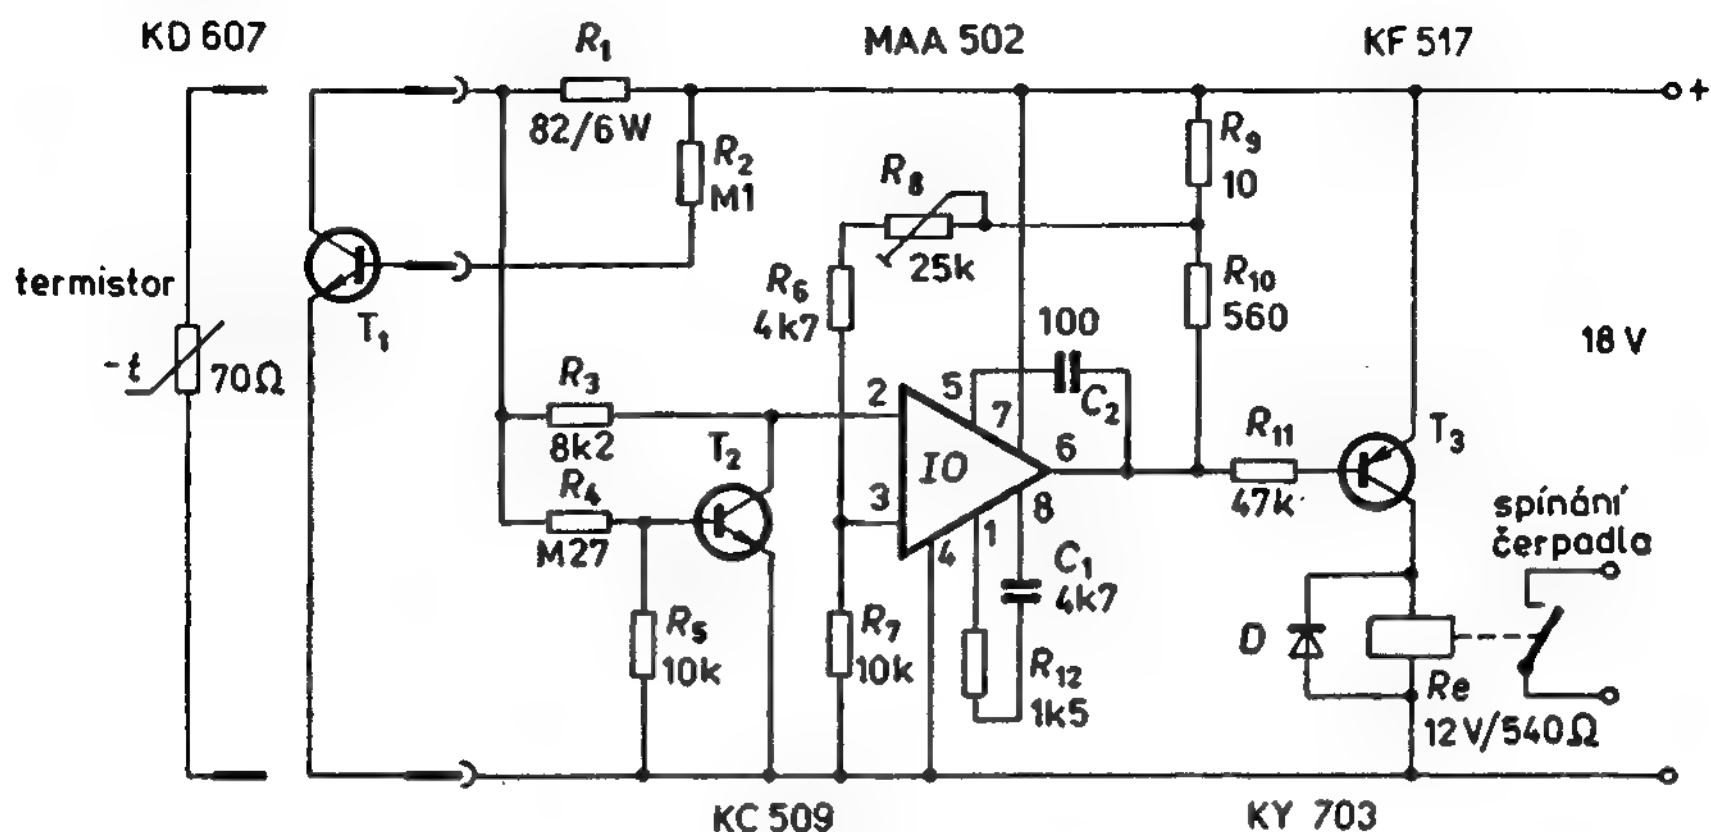 KD 607
R1
82/6W
MAA 502
KF 517
+
R2
M1
R8
25k
R9
10
termistor
-t
70Ω
T1
R6
4k7
R10
560
100
C2
18 V
R3
8k2
R4
M27
T2
2
3
5
7
6
8
1
4
IO
R11
47k
T3
spínání
čerpadla
C1
4k7
R5
10k
R7
10k
R12
1k5
D
Re
12V/540Ω
KC 509
KY 703